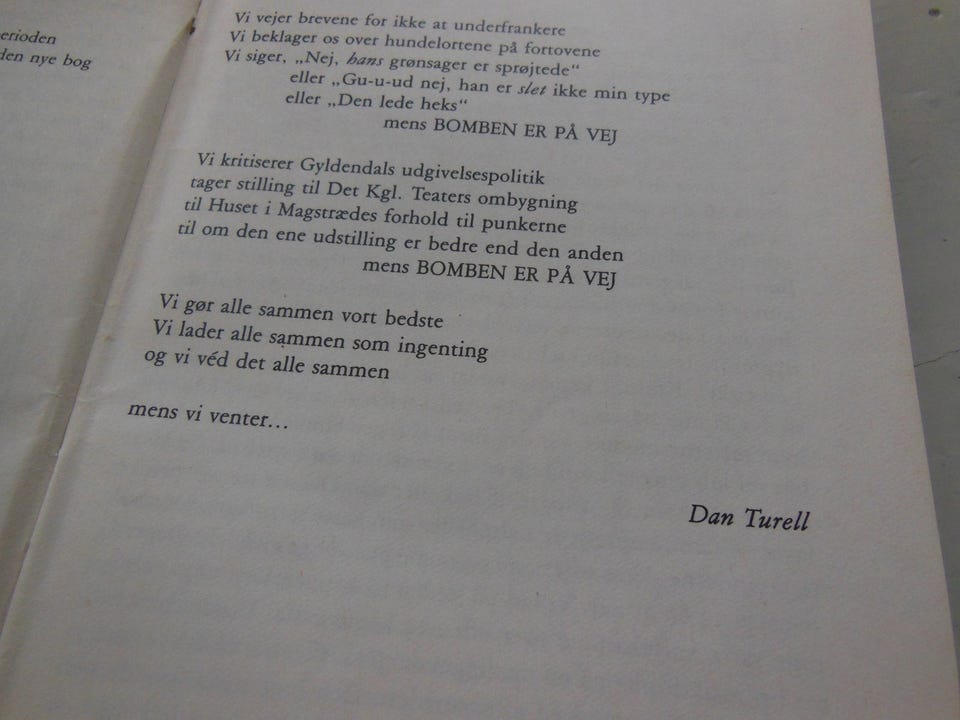 erioden
den nye bog
Vi vejer brevene for ikke at underfrankere
Vi beklager os over hundelortene på fortovene
Vi siger, „Nej, hans grønsager er sprøjtede“
eller „Gu-u-ud nej, han er slet ikke min type
eller „Den lede heks“
mens BOMBEN ER PÅ VEJ
Vi kritiserer Gyldendals udgivelsespolitik
tager stilling til Det Kgl. Teaters ombygning
til Huset i Magstrædes forhold til punkerne
til om den ene udstilling er bedre end den anden
mens BOMBEN ER PÅ VEJ
Vi gør alle sammen vort bedste
Vi lader alle sammen som ingenting
og vi véd det alle sammen
mens vi venter...
Dan Turell